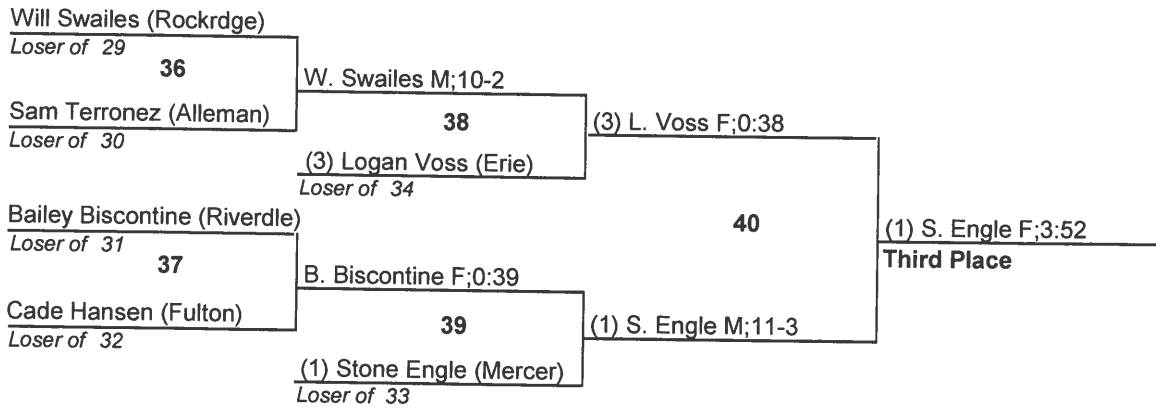 Will Swailes (Rockrdge)
Loser of 29
36
W. Swailes M;10-2
Sam Terronez (Alleman)
Loser of 30
38
(3) L. Voss F;0:38
(3) Logan Voss (Erie)
Loser of 34
Bailey Biscontine (Riverdle)
Loser of 31
40
(1) S. Engle F;3:52
Third Place
37
B. Biscontine F;0:39
Cade Hansen (Fulton)
Loser of 32
39
(1) S. Engle M;11-3
(1) Stone Engle (Mercer)
Loser of 33